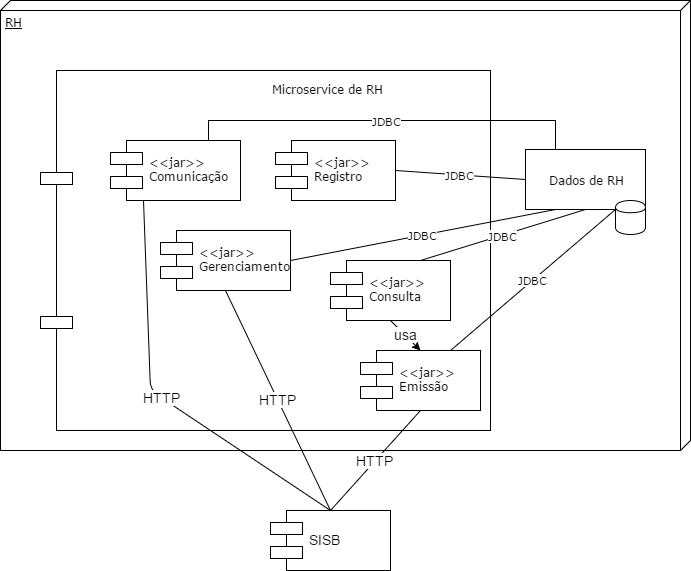 RH
Microservice de RH
JDBC
<<jar>>
Comunicação
<<jar>>
Registro
JDBC
Dados de RH
<<jar>>
Gerenciamento
JDBC
JDBC
<<jar>>
Consulta
JDBC
usa
<<jar>>
Emissão
HTTP
HTTP
HTTP
SISB